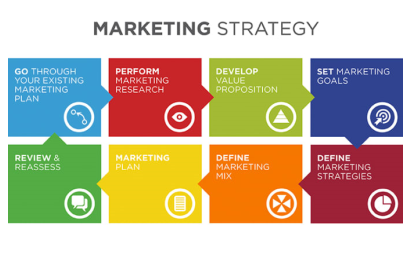 MARKETING STRATEGY
GO THROUGH
YOUR EXISTING
MARKETING
PLAN
PERFORM
MARKETING
RESEARCH
DEVELOP
VALUE
PROPOSITION
SET MARKETING
GOALS
REVIEW &
REASSESS
MARKETING
PLAN
DEFINE
MARKETING
MIX
DEFINE
MARKETING
STRATEGIES